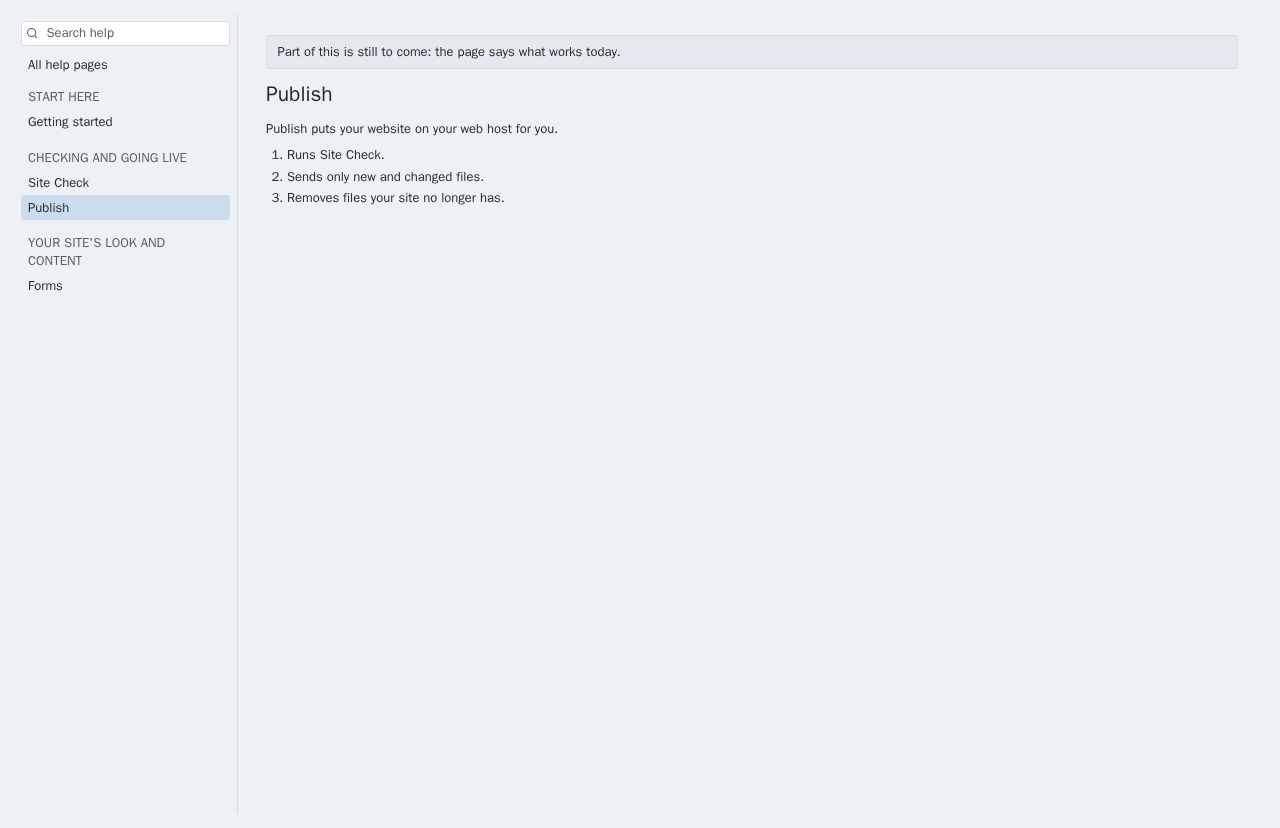 Search help
All help pages
START HERE
Getting started
CHECKING AND GOING LIVE
Site Check
Publish
YOUR SITE'S LOOK AND
CONTENT
Forms
Part of this is still to come: the page says what works today.
Publish
Publish puts your website on your web host for you.
1. Runs Site Check.
2. Sends only new and changed files.
3. Removes files your site no longer has.